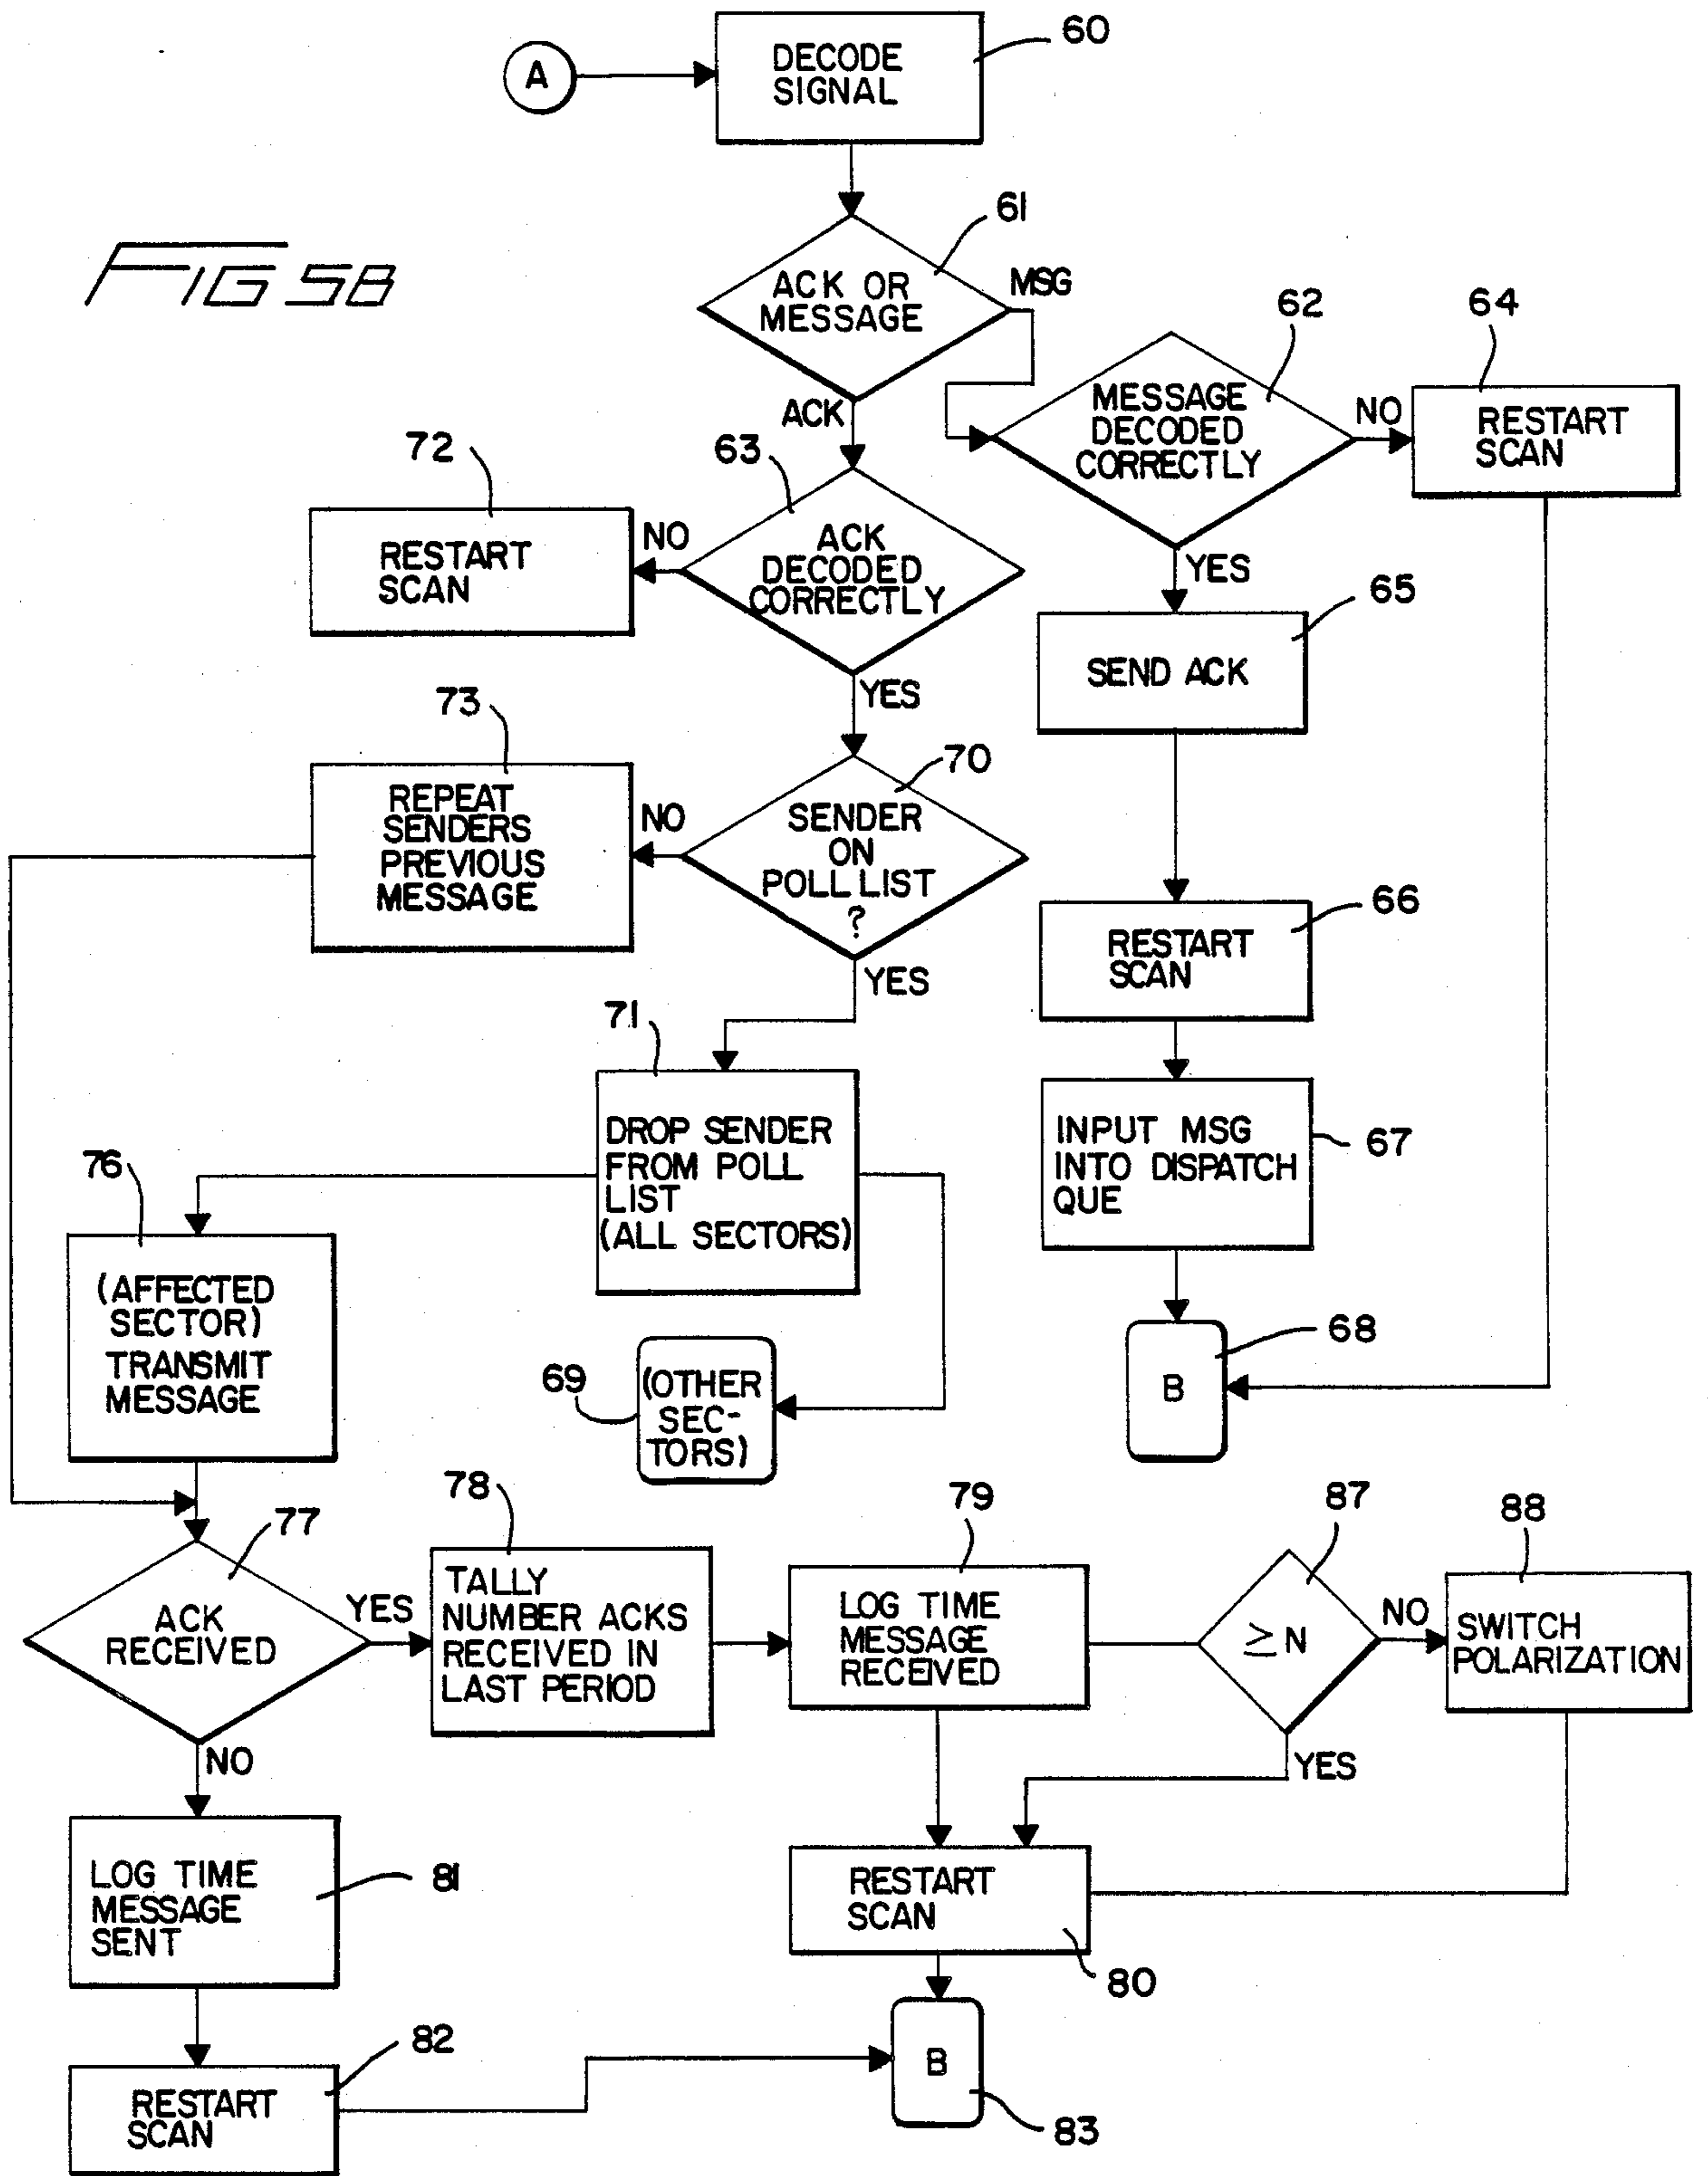 60
DECODE
SIGNAL
A
FIG 5B
61
ACK OR
MESSAGE
MSG
ACK
62
MESSAGE
DECODED
CORRECTLY
NO
64
RESTART
SCAN
YES
72
RESTART
SCAN
NO
63
ACK
DECODED
CORRECTLY
YES
65
SEND ACK
73
REPEAT
SENDERS
PREVIOUS
MESSAGE
NO
70
SENDER
ON
POLL LIST
?
YES
66
RESTART
SCAN
71
DROP SENDER
FROM POLL
LIST
(ALL SECTORS)
67
INPUT MSG
INTO DISPATCH
QUE
76
(AFFECTED
SECTOR)
TRANSMIT
MESSAGE
69
(OTHER
SEC-
TORS)
68
B
77
ACK
RECEIVED
YES
NO
78
TALLY
NUMBER ACKS
RECEIVED IN
LAST PERIOD
79
LOG TIME
MESSAGE
RECEIVED
87
≥N
NO
YES
88
SWITCH
POLARIZATION
81
LOG TIME
MESSAGE
SENT
RESTART
SCAN
80
82
RESTART
SCAN
B
83